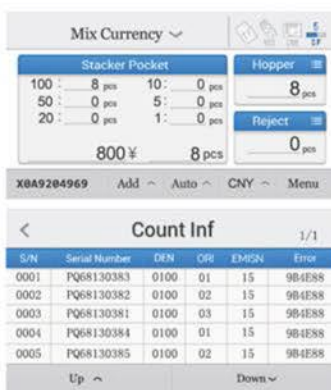 Mix Currency
Stacker Pocket
100 : 8 pcs 10 : 0 pcs
50 : 0 pcs 5 : 0 pcs
20 : 0 pcs 1 : 0 pcs
800 ¥ 8 pcs
Hopper
8 pcs
Reject
0 pcs
X0A9204969 Add Auto CNY Menu
< Count Inf 1/1
S/N Serial Number DEN ORI EMISN Error
0001 PQ68130383 0100 01 15 9B4E88
0002 PQ68130382 0100 02 15 9B4E88
0003 PQ68130381 0100 03 15 9B4E88
0004 PQ68130384 0100 01 15 9B4E88
0005 PQ68130385 0100 02 15 9B4E88
Up Down